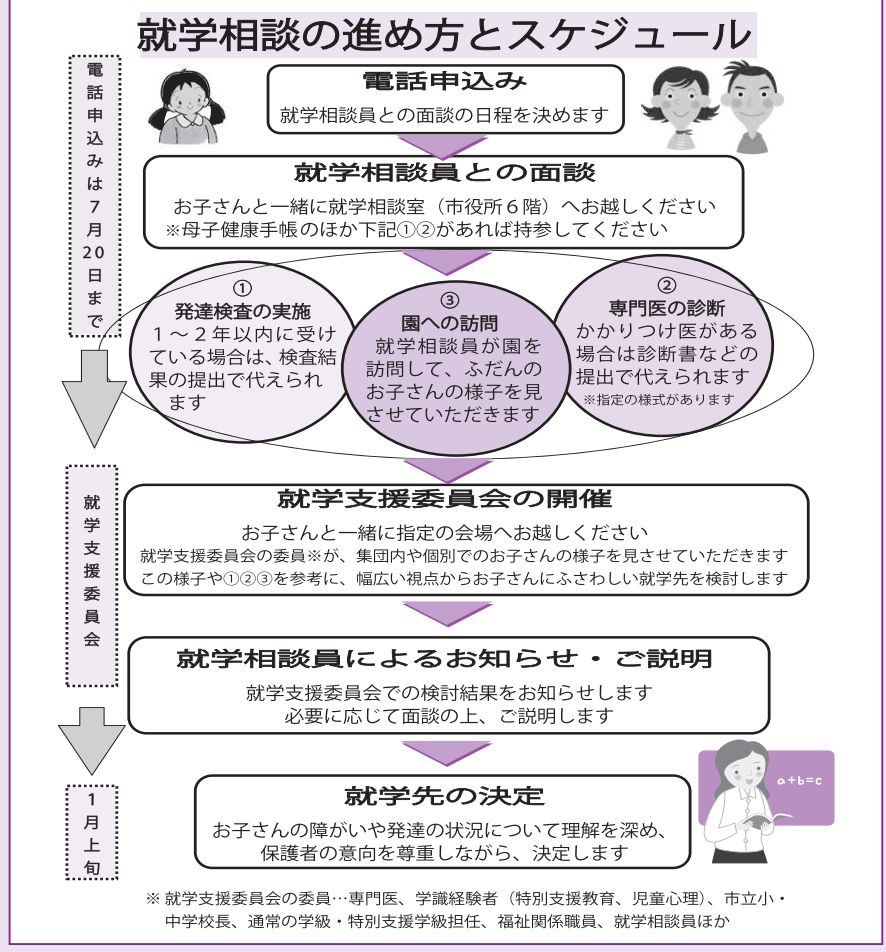 就学相談の進め方とスケジュール
電話申込みは7月20日まで
電話申込み
就学相談員との面談の日程を決めます
就学相談員との面談
お子さんと一緒に就学相談室（市役所６階）へお越しください
※母子健康手帳のほか下記①②があれば持参してください
①
発達検査の実施
１～２年以内に受け
ている場合は、検査結
果の提出で代えられ
ます
③
園への訪問
就学相談員が園を
訪問して、ふだんの
お子さんの様子を見
させていただきます
②
専門医の診断
かかりつけ医がある
場合は診断書などの
提出で代えられます
※指定の様式があります
就学支援委員会
就学支援委員会の開催
お子さんと一緒に指定の会場へお越しください
就学支援委員会の委員※が、集団内や個別でのお子さんの様子を見させていただきます
この様子や①②③を参考に、幅広い視点からお子さんにふさわしい就学先を検討します
就学相談員によるお知らせ・ご説明
就学支援委員会での検討結果をお知らせします
必要に応じて面談の上、ご説明します
1月上旬
就学先の決定
お子さんの障がいや発達の状況について理解を深め、
保護者の意向を尊重しながら、決定します
a+b=c
※ 就学支援委員会の委員…専門医、学識経験者（特別支援教育、児童心理）、市立小・
中学校長、通常の学級・特別支援学級担任、福祉関係職員、就学相談員ほか